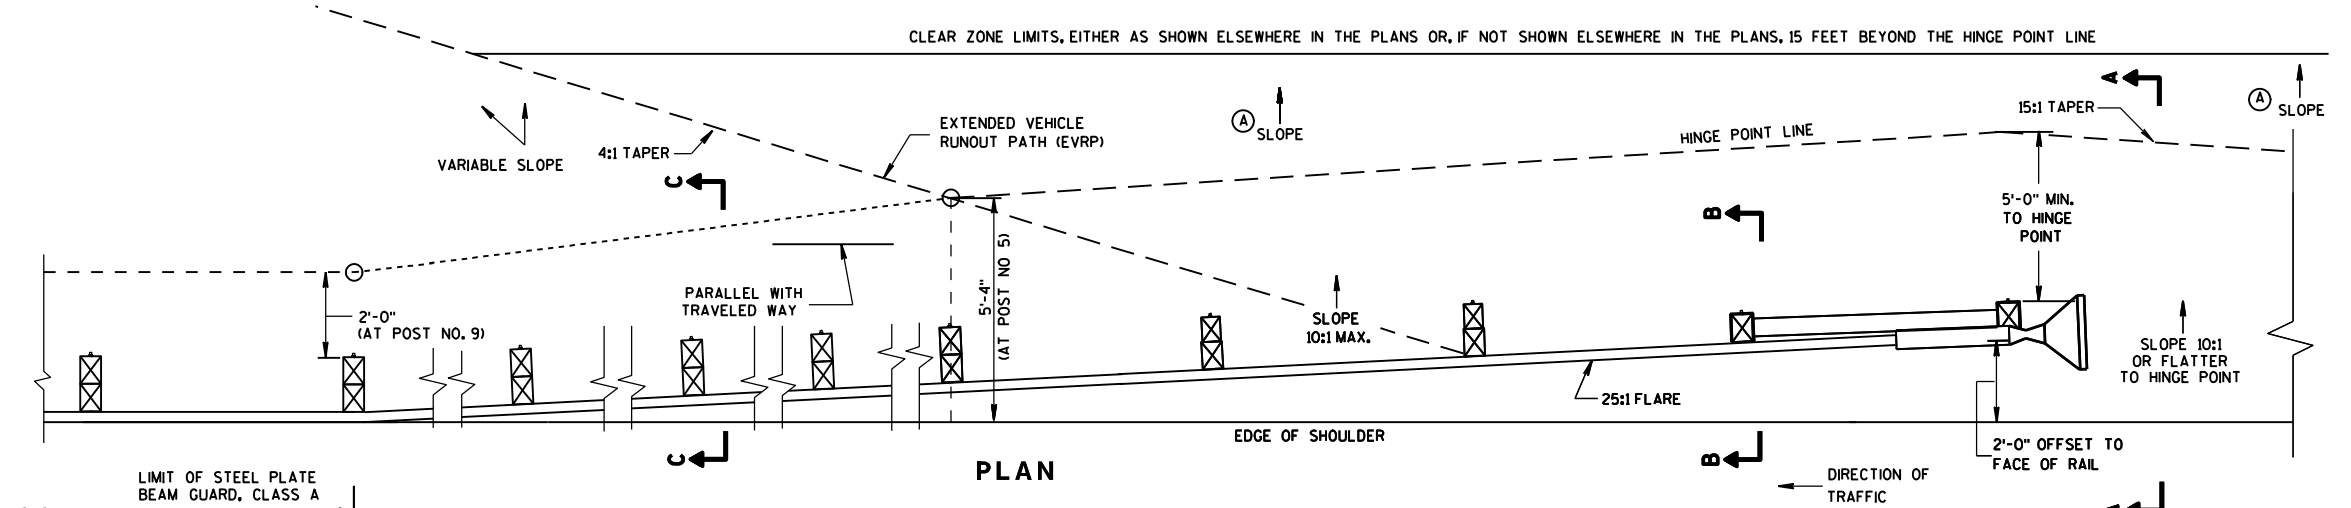 CLEAR ZONE LIMITS, EITHER AS SHOWN ELSEWHERE IN THE PLANS OR, IF NOT SHOWN ELSEWHERE IN THE PLANS, 15 FEET BEYOND THE HINGE POINT LINE
A
A
SLOPE
15:1 TAPER
A
SLOPE
EXTENDED VEHICLE
RUNOUT PATH (EVRP)
HINGE POINT LINE
4:1 TAPER
VARIABLE SLOPE
C
B
5'-0" MIN.
TO HINGE
POINT
5'-4"
(AT POST NO 5)
PARALLEL WITH
TRAVELED WAY
2'-0"
(AT POST NO. 9)
SLOPE
10:1 MAX.
SLOPE 10:1
OR FLATTER
TO HINGE POINT
25:1 FLARE
EDGE OF SHOULDER
2'-0" OFFSET TO
FACE OF RAIL
C
B
PLAN
LIMIT OF STEEL PLATE
BEAM GUARD, CLASS A
DIRECTION OF
TRAFFIC